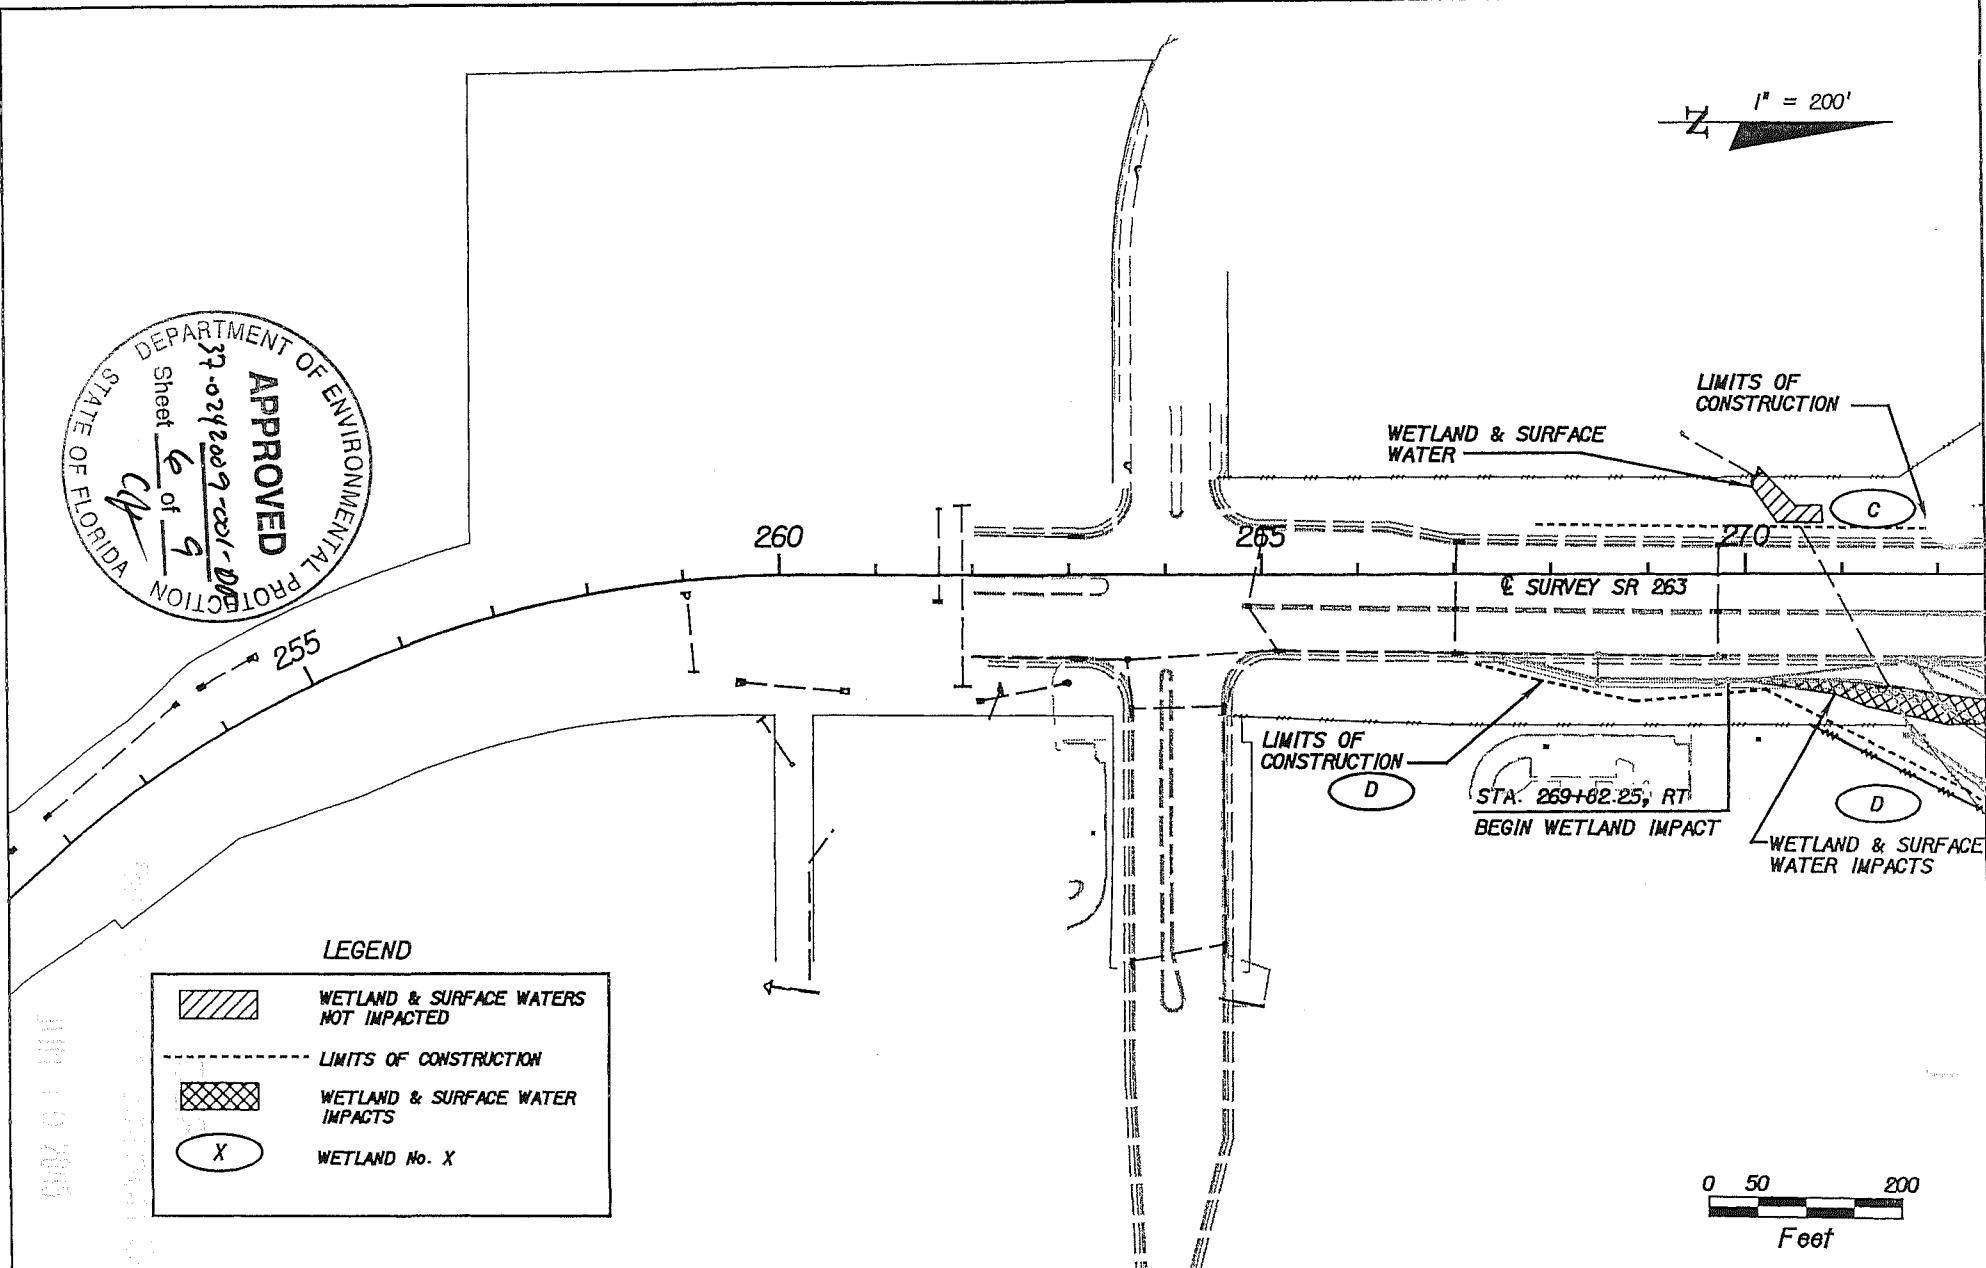 1" = 200'
N
DEPARTMENT OF ENVIRONMENTAL PROTECTION
STATE OF FLORIDA
APPROVED
Sheet 6 of 9
LIMITS OF
CONSTRUCTION
WETLAND & SURFACE
WATER
C
260
265
270
℄ SURVEY SR 263
255
LIMITS OF
CONSTRUCTION
D
STA. 269+82.25, RT
BEGIN WETLAND IMPACT
D
WETLAND & SURFACE
WATER IMPACTS
LEGEND
WETLAND & SURFACE WATERS
NOT IMPACTED
LIMITS OF CONSTRUCTION
WETLAND & SURFACE WATER
IMPACTS
X
WETLAND No. X
0 50 200
Feet